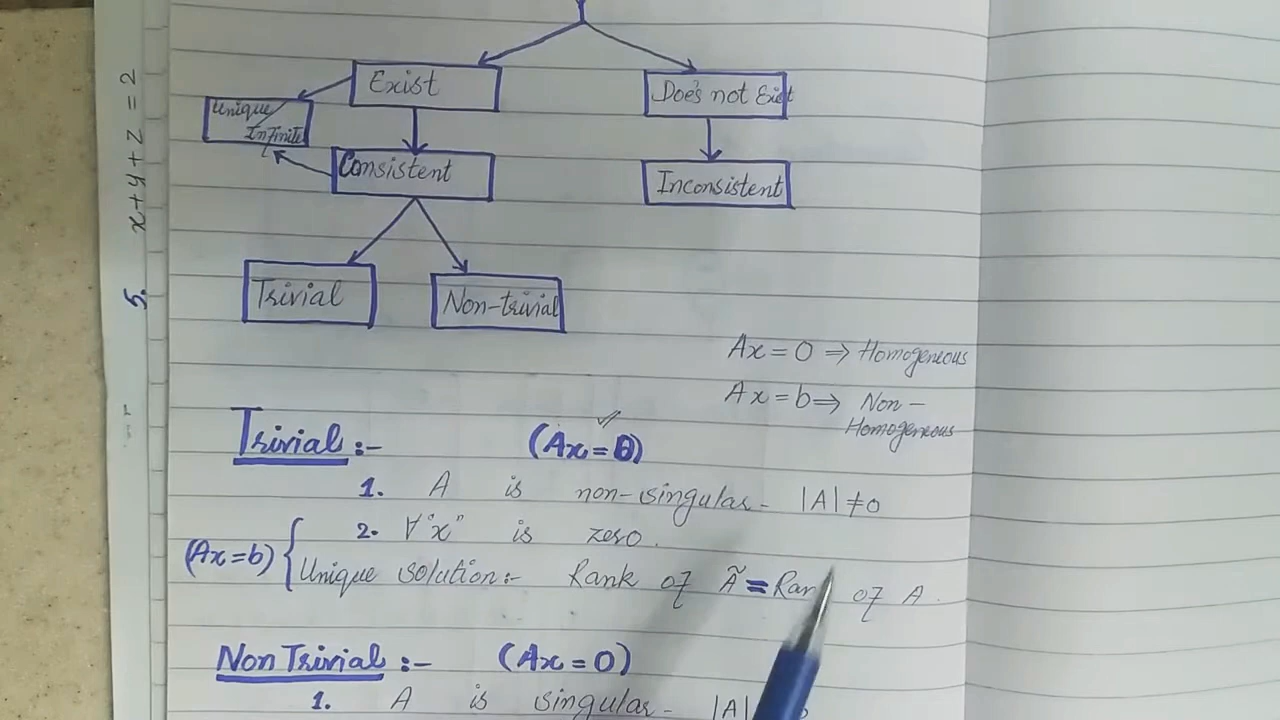 Exist
Does not Exist
Unique
Infinite
Consistent
Inconsistent
Trivial
Non-trivial
Ax = 0 ⇒ Homogeneous
Ax = b ⇒ Non-
Homogeneous
Trivial :- (Ax = 0)
1. A is non-singular - |A| ≠ 0
2. ∀ "x" is zero.
(Ax = b) { Unique solution :- Rank of Ã = Rank of A.
Non Trivial :- (Ax = 0)
1. A is singular - |A|
5. x + y + z = 2